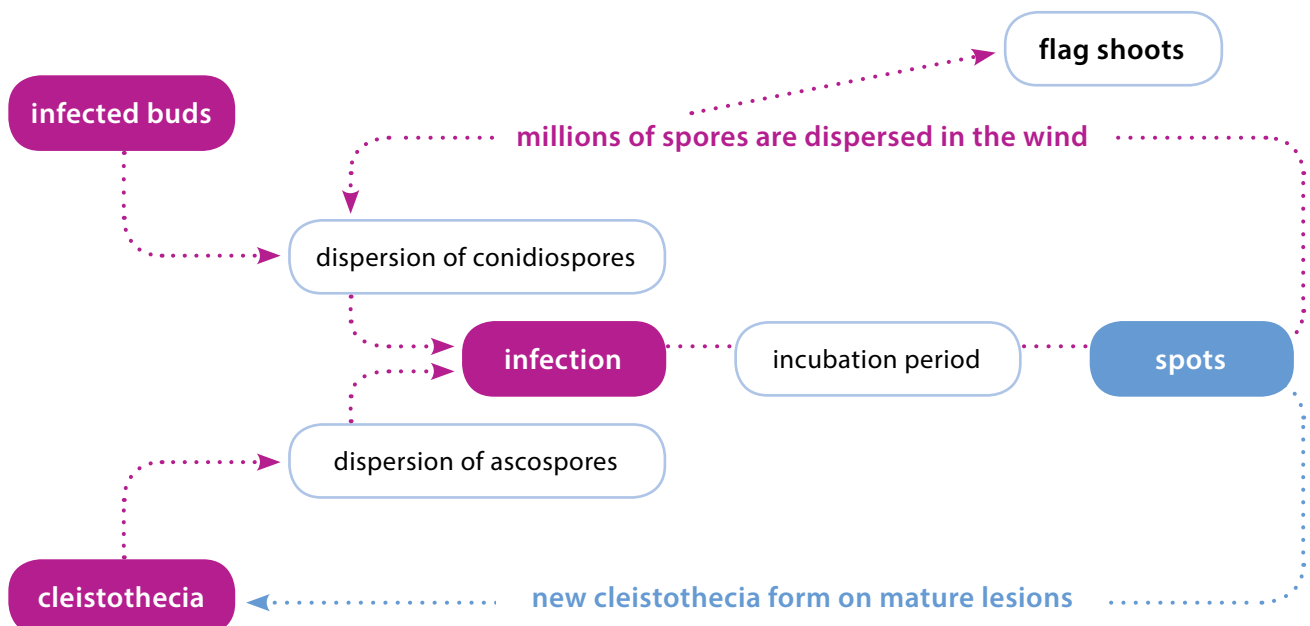 flag shoots
infected buds
millions of spores are dispersed in the wind
dispersion of conidiospores
infection
incubation period
spots
dispersion of ascospores
cleistothecia
new cleistothecia form on mature lesions